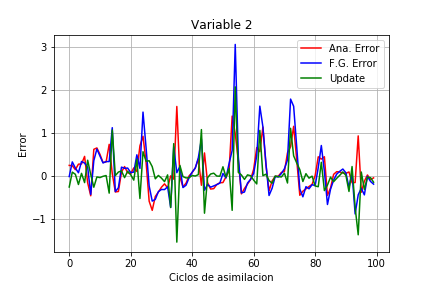 Variable 2
Ana. Error
F.G. Error
Update
Error
3
2
1
0
−1
0 20 40 60 80 100
Ciclos de asimilacion